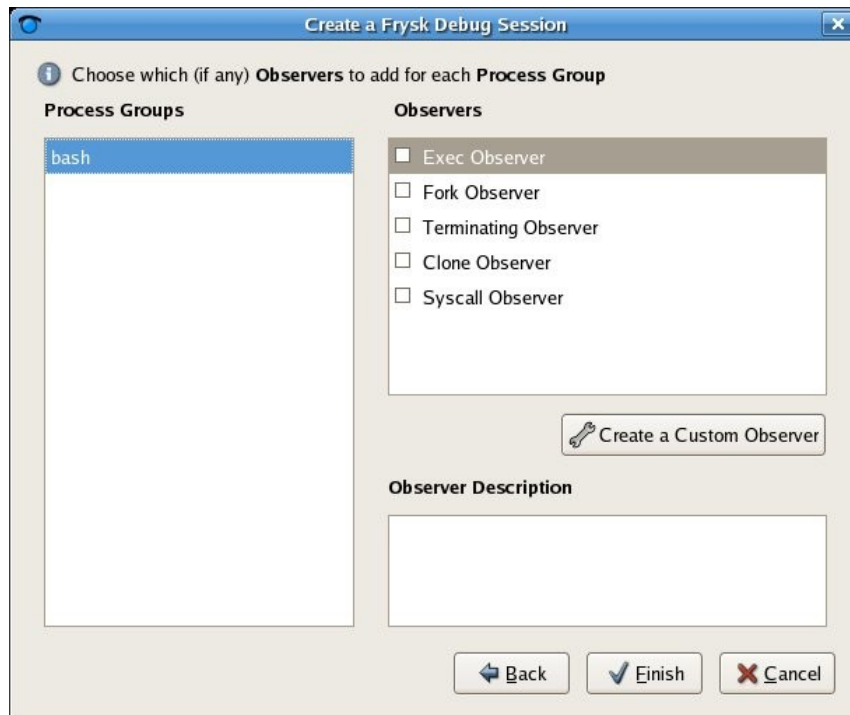 Create a Frysk Debug Session
Choose which (if any) Observers to add for each Process Group
Process Groups
bash
Observers
Exec Observer
Fork Observer
Terminating Observer
Clone Observer
Syscall Observer
Create a Custom Observer
Observer Description
Back
Finish
Cancel